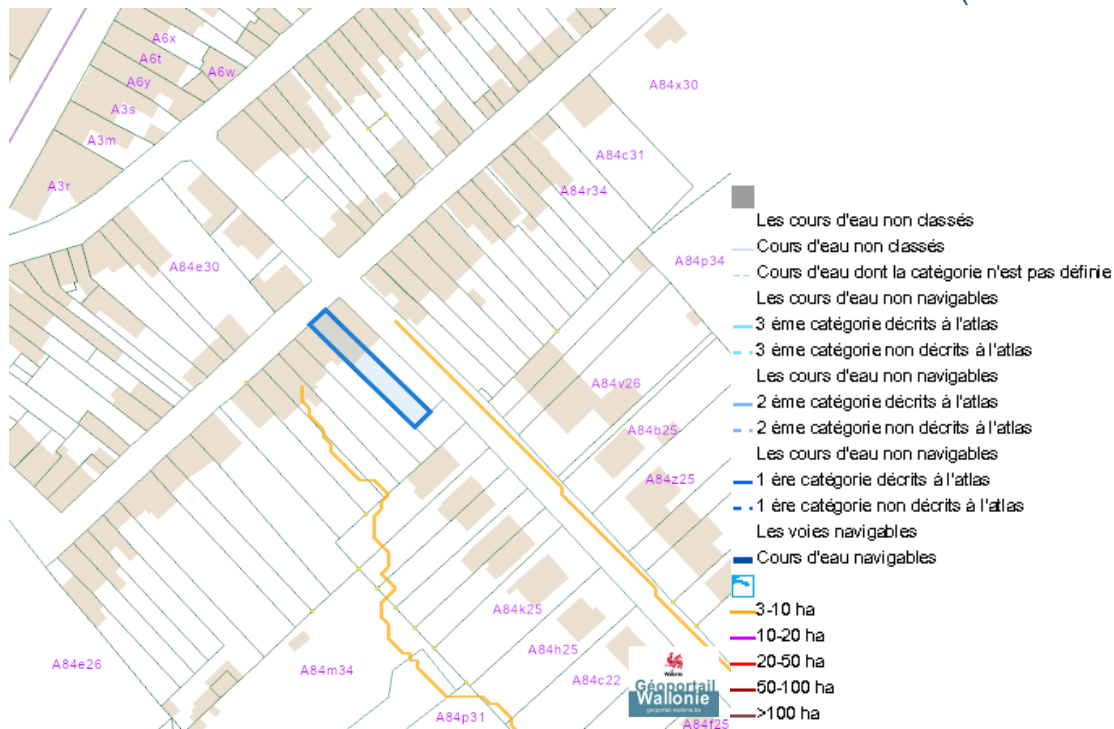 A6x
A6t
A6w
A6y
A3s
A3m
A3r
A84x30
A84c31
A84r34
A84p34
A84e30
A84v26
A84b25
A84z25
A84k25
A84h25
A84e26
A84m34
A84c22
A84p31
A84f25
Wallonie
Géoportail
Wallonie
geoportail.wallonie.be
Les cours d'eau non classés
Cours d'eau non classés
Cours d'eau dont la catégorie n'est pas définie
Les cours d'eau non navigables
3 ème catégorie décrits à l'atlas
3 ème catégorie non décrits à l'atlas
Les cours d'eau non navigables
2 ème catégorie décrits à l'atlas
2 ème catégorie non décrits à l'atlas
Les cours d'eau non navigables
1 ère catégorie décrits à l'atlas
1 ère catégorie non décrits à l'atlas
Les voies navigables
Cours d'eau navigables
3-10 ha
10-20 ha
20-50 ha
50-100 ha
>100 ha